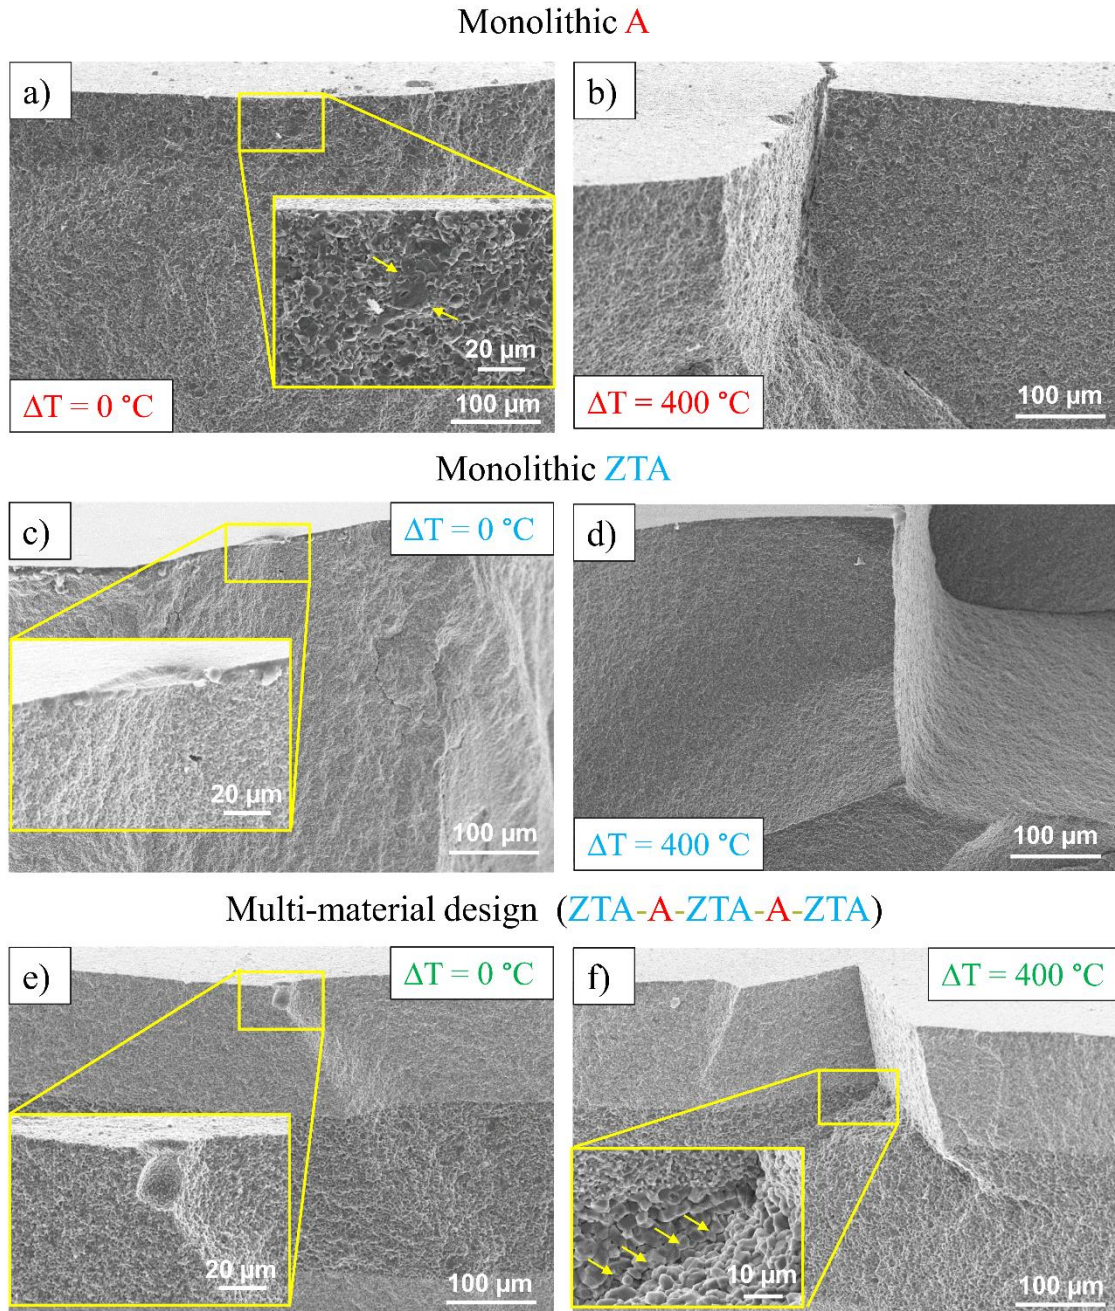 Monolithic A
a)
20 µm
ΔT = 0 °C
100 µm
b)
ΔT = 400 °C
100 µm
Monolithic ZTA
c)
ΔT = 0 °C
20 µm
100 µm
d)
ΔT = 400 °C
100 µm
Multi-material design (ZTA-A-ZTA-A-ZTA)
e)
ΔT = 0 °C
20 µm
100 µm
f)
ΔT = 400 °C
10 µm
100 µm